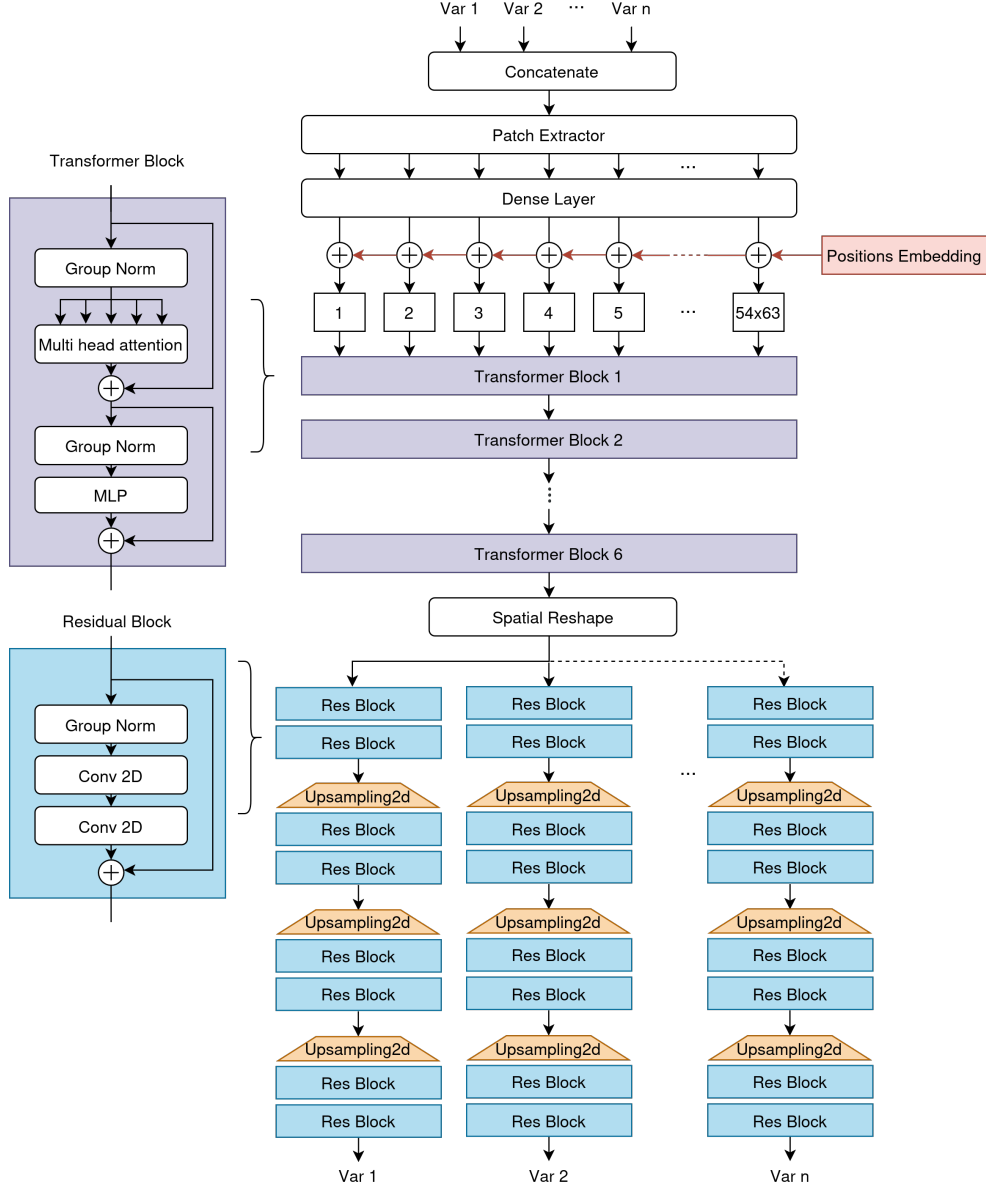 Var 1 Var 2 ... Var n
Concatenate
Patch Extractor
...
Dense Layer
Positions Embedding
1 2 3 4 5 ... 54x63
Transformer Block 1
Transformer Block 2
Transformer Block 6
Spatial Reshape
Transformer Block
Group Norm
Multi head attention
Group Norm
MLP
Residual Block
Group Norm
Conv 2D
Conv 2D
Res Block Res Block Res Block
Res Block Res Block Res Block
...
Upsampling2d Upsampling2d Upsampling2d
Res Block Res Block Res Block
Res Block Res Block Res Block
Upsampling2d Upsampling2d Upsampling2d
Res Block Res Block Res Block
Res Block Res Block Res Block
Upsampling2d Upsampling2d Upsampling2d
Res Block Res Block Res Block
Res Block Res Block Res Block
Var 1 Var 2 Var n